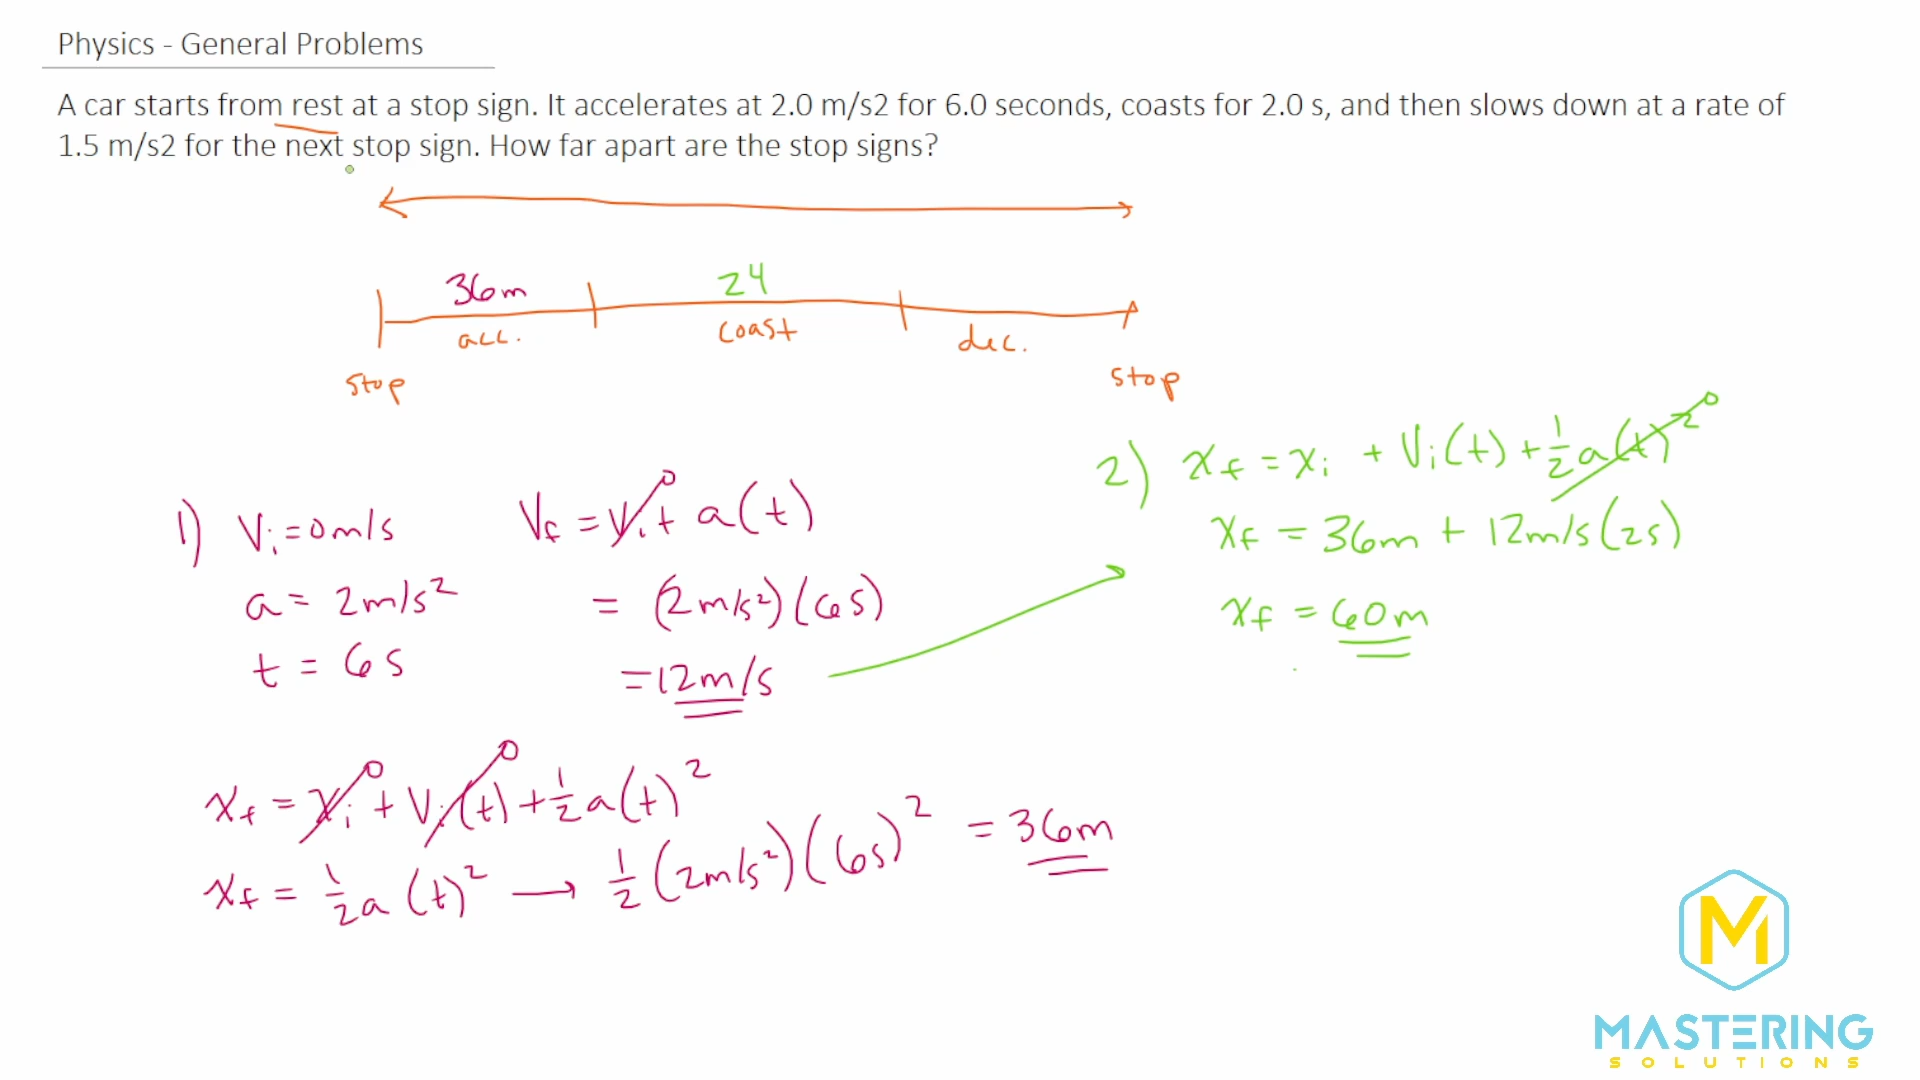 Physics - General Problems
A car starts from rest at a stop sign. It accelerates at 2.0 m/s2 for 6.0 seconds, coasts for 2.0 s, and then slows down at a rate of
1.5 m/s2 for the next stop sign. How far apart are the stop signs?
36m 24
acc. coast dec.
stop stop
1) Vi = 0m/s
a = 2m/s²
t = 6s
Vf = Vi + a(t)
0
= (2m/s²)(6s)
= 12m/s
xf = xi + Vi(t) + ½a(t)²
0 0
xf = ½a(t)² → ½(2m/s²)(6s)² = 36m
2) xf = xi + Vi(t) + ½a(t)²
0
xf = 36m + 12m/s(2s)
xf = 60m
M
MASTERING
SOLUTIONS